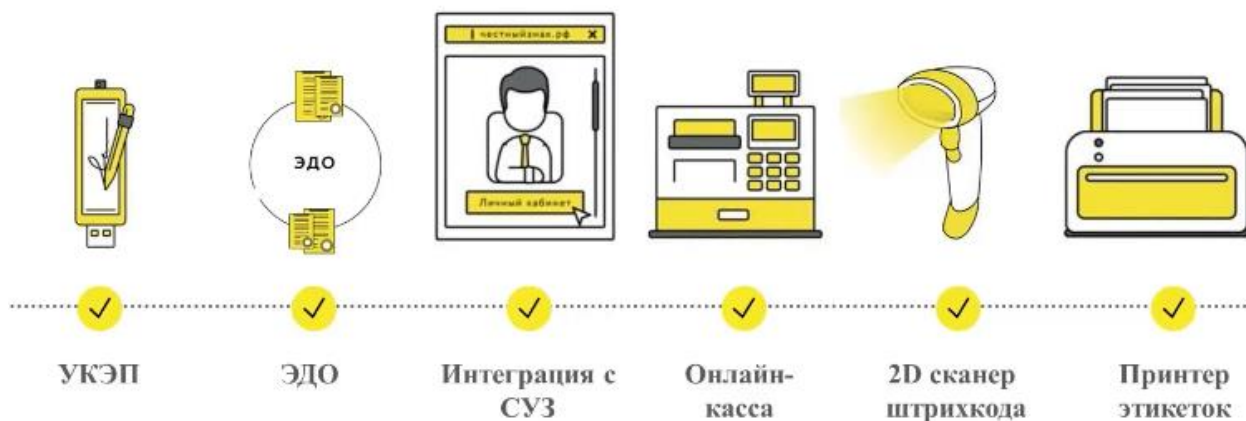 честныйзнак.рф
ЭДО
Личный кабинет
УКЭП
ЭДО
Интеграция с
СУЗ
Онлайн-
касса
2D сканер
штрихкода
Принтер
этикеток